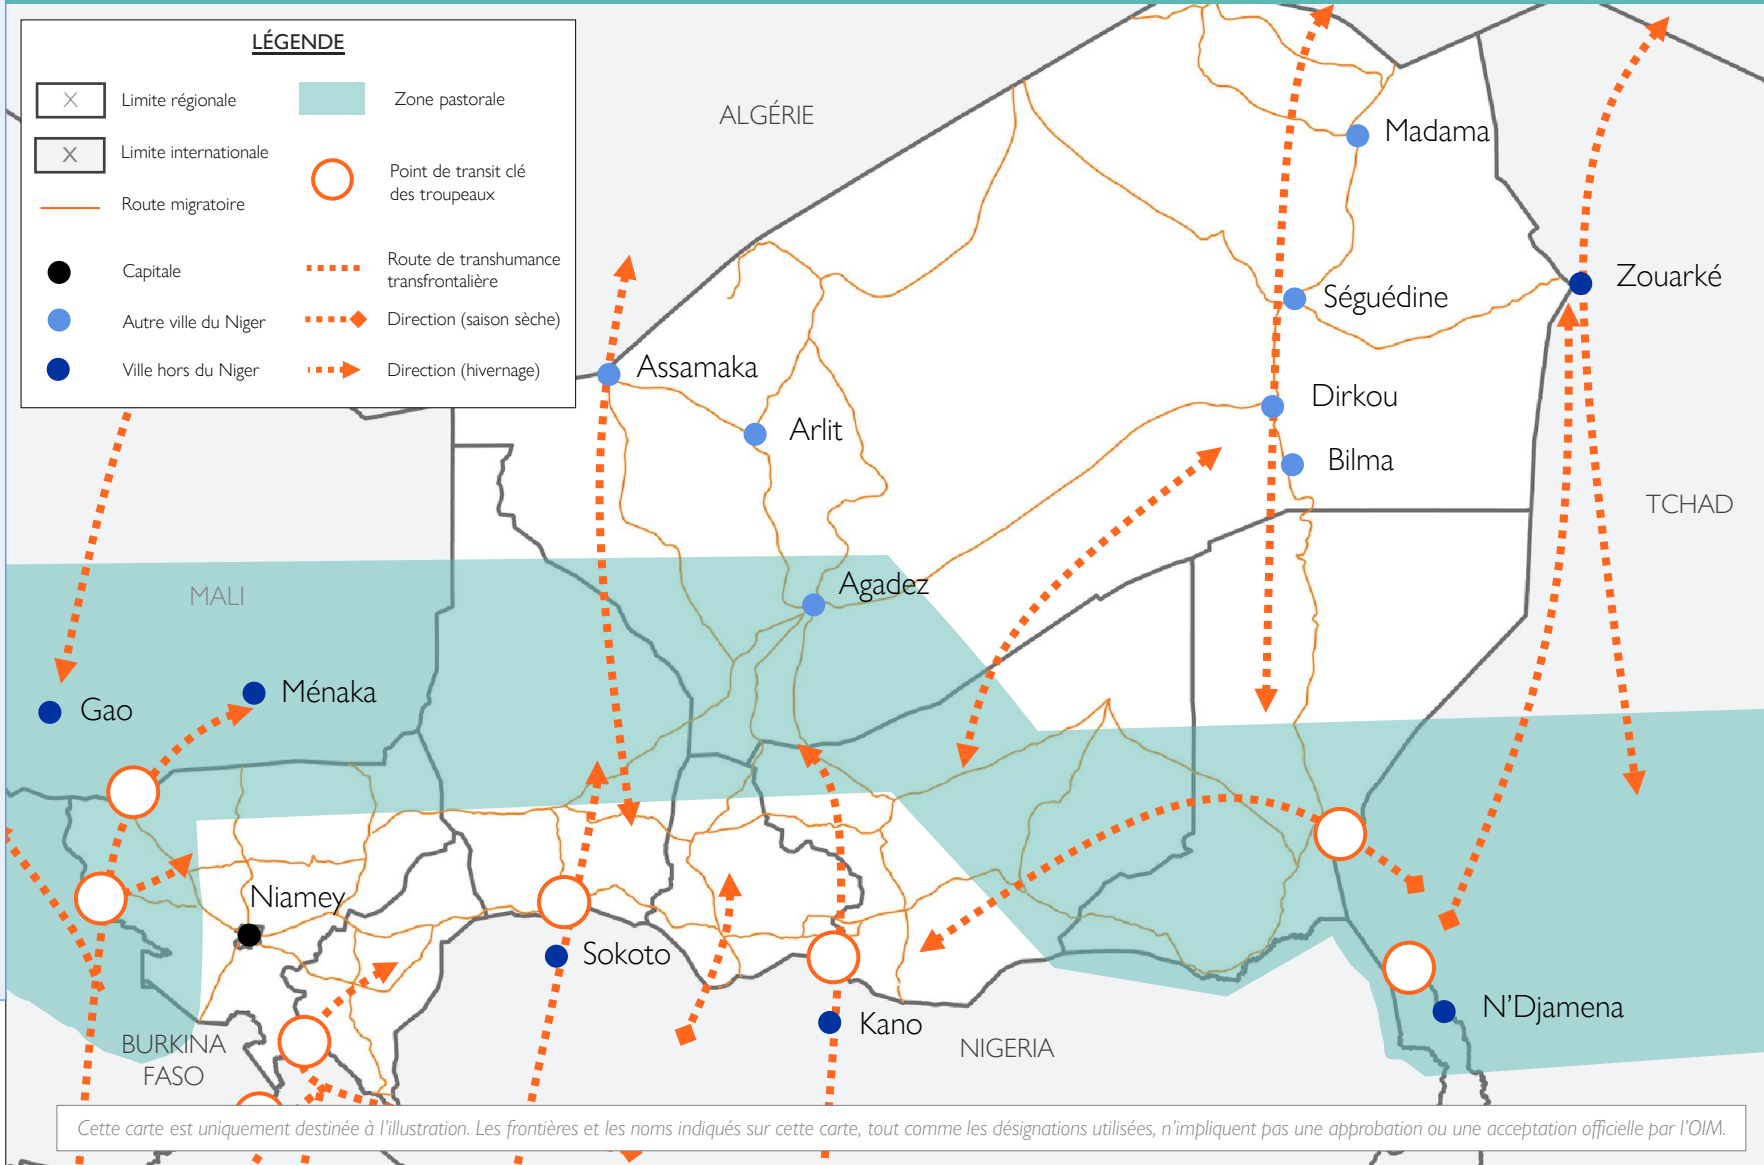 LÉGENDE
X
Limite régionale
Zone pastorale
X
Limite internationale
Point de transit clé
des troupeaux
Route migratoire
Capitale
Route de transhumance
transfrontalière
Autre ville du Niger
Direction (saison sèche)
Ville hors du Niger
Direction (hivernage)
ALGÉRIE
Madama
Zouarké
Séguédine
Assamaka
Dirkou
Arlit
Bilma
TCHAD
Agadez
MALI
Ménaka
Gao
Niamey
Sokoto
N'Djamena
Kano
BURKINA
FASO
NIGERIA
Cette carte est uniquement destinée à l'illustration. Les frontières et les noms indiqués sur cette carte, tout comme les désignations utilisées, n'impliquent pas une approbation ou une acceptation officielle par l'OIM.